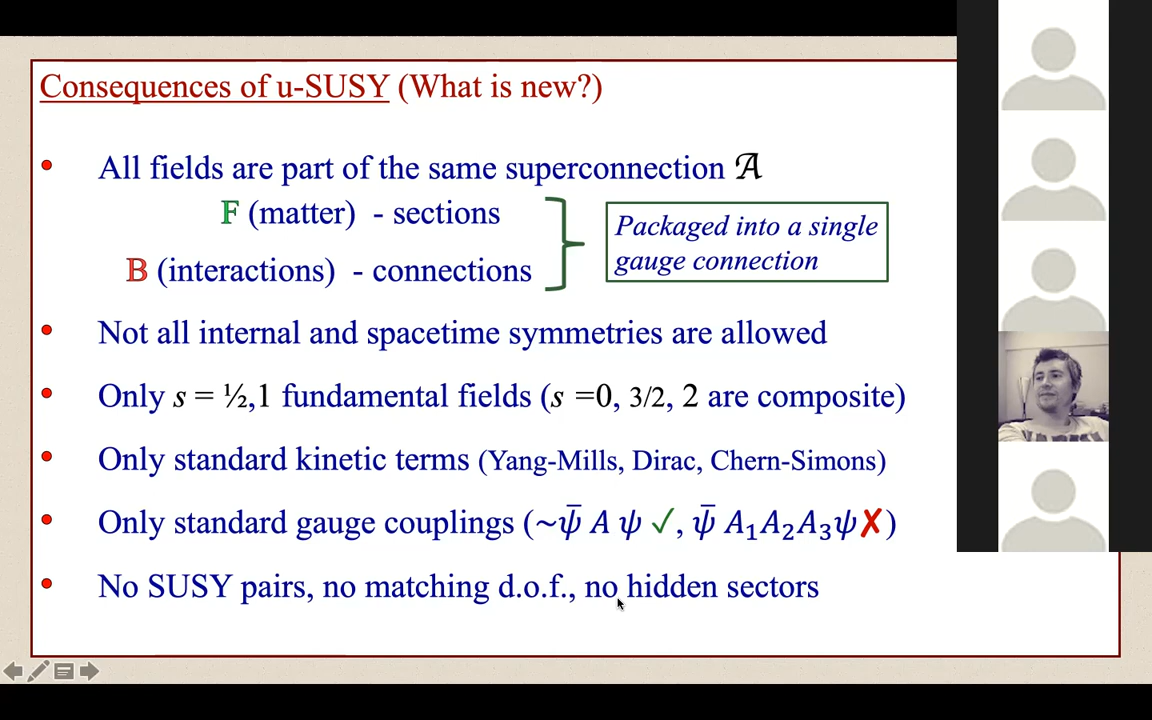 Consequences of u-SUSY (What is new?)
• All fields are part of the same superconnection 𝒜
𝔽 (matter) - sections
Packaged into a single
gauge connection
𝔹 (interactions) - connections
• Not all internal and spacetime symmetries are allowed
• Only s = ½,1 fundamental fields (s =0, 3/2, 2 are composite)
• Only standard kinetic terms (Yang-Mills, Dirac, Chern-Simons)
• Only standard gauge couplings (~ψ̄ A ψ ✓, ψ̄ A₁A₂A₃ψ✘)
• No SUSY pairs, no matching d.o.f., no hidden sectors